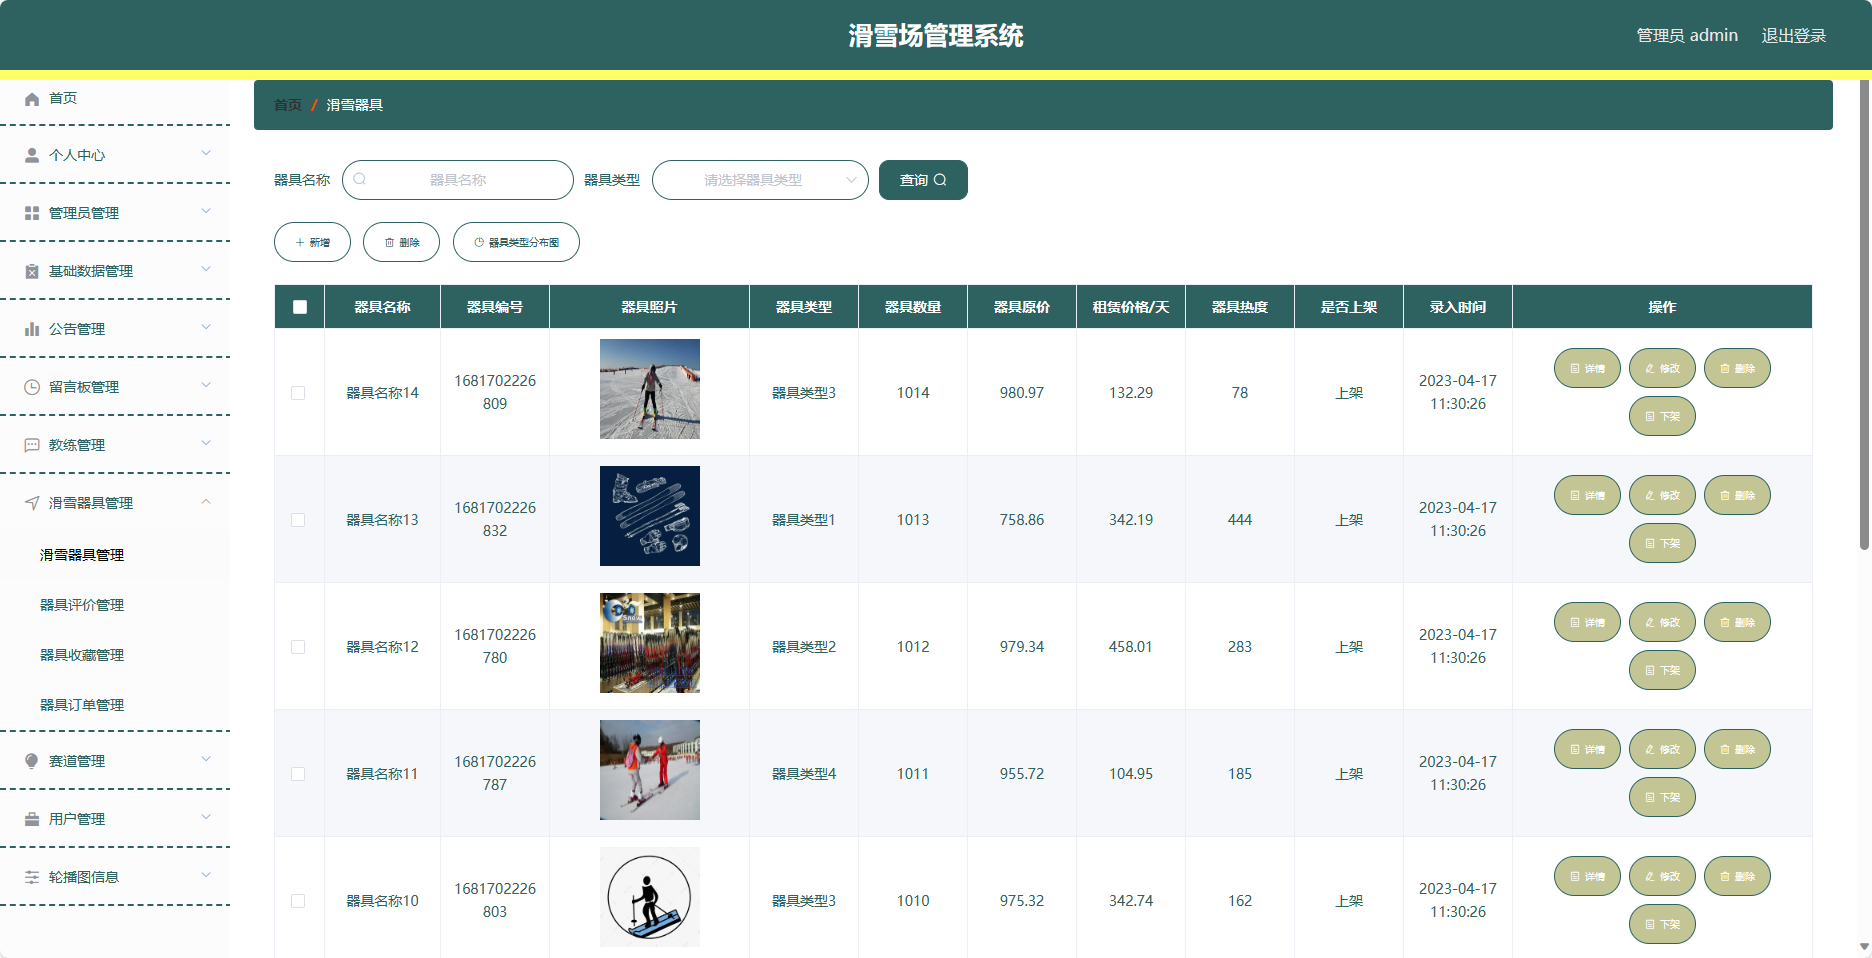 滑雪场管理系统
管理员 admin
退出登录
首页
个人中心
管理员管理
基础数据管理
公告管理
留言板管理
教练管理
滑雪器具管理
滑雪器具管理
器具评价管理
器具收藏管理
器具订单管理
赛道管理
用户管理
轮播图信息
首页 / 滑雪器具
器具名称 器具名称 器具类型 请选择器具类型 查询
新增 删除 器具类型分布图
器具名称 器具编号 器具照片 器具类型 器具数量 器具原价 租赁价格/天 器具热度 是否上架 录入时间 操作
器具名称14 1681702226809 器具类型3 1014 980.97 132.29 78 上架 2023-04-17 11:30:26 详情 修改 删除
下架
器具名称13 1681702226832 器具类型1 1013 758.86 342.19 444 上架 2023-04-17 11:30:26 详情 修改 删除
下架
器具名称12 1681702226780 器具类型2 1012 979.34 458.01 283 上架 2023-04-17 11:30:26 详情 修改 删除
下架
器具名称11 1681702226787 器具类型4 1011 955.72 104.95 185 上架 2023-04-17 11:30:26 详情 修改 删除
下架
器具名称10 1681702226803 器具类型3 1010 975.32 342.74 162 上架 2023-04-17 11:30:26 详情 修改 删除
下架